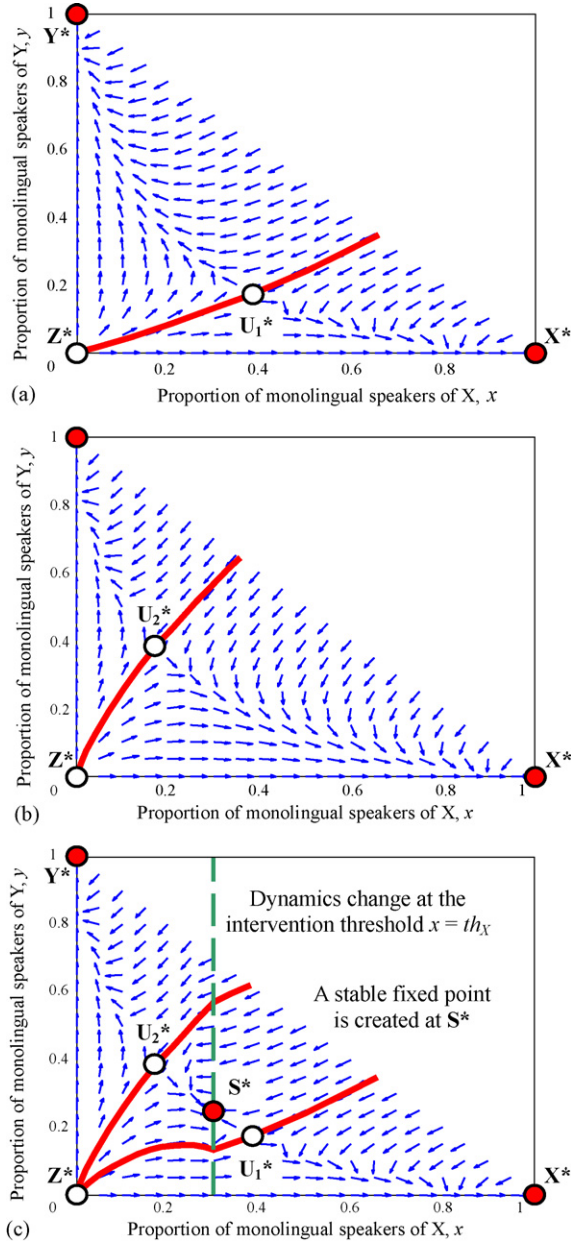 1
Y*
0.8
0.6
0.4
0.2
Z*
0
U1*
X*
0.2
0.4
0.6
0.8
1
Proportion of monolingual speakers of Y, y
(a)
Proportion of monolingual speakers of X, x
1
0.8
0.6
U2*
0.4
0.2
Z*
0
X*
0.2
0.4
0.6
0.8
1
Proportion of monolingual speakers of Y, y
(b)
Proportion of monolingual speakers of X, x
1
Y*
Dynamics change at the
intervention threshold x = thX
0.8
0.6
A stable fixed point
is created at S*
U2*
0.4
S*
0.2
U1*
Z*
0
X*
0.2
0.4
0.6
0.8
1
Proportion of monolingual speakers of Y, y
(c)
Proportion of monolingual speakers of X, x